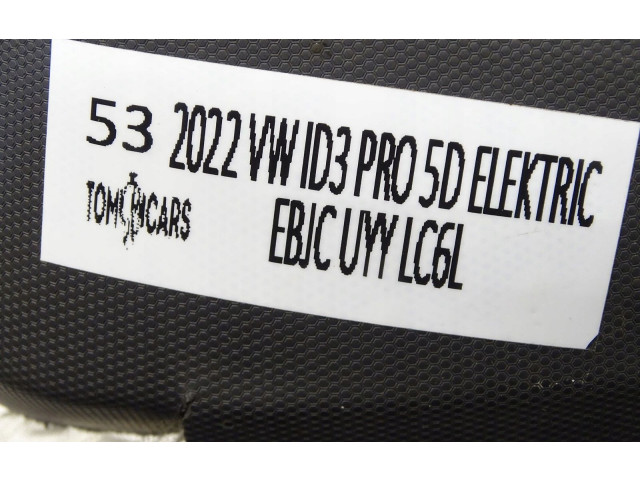 53 2022 VW ID3 PRO 5D ELEKTRIC
TOM CARS EBJC UYY LC6L